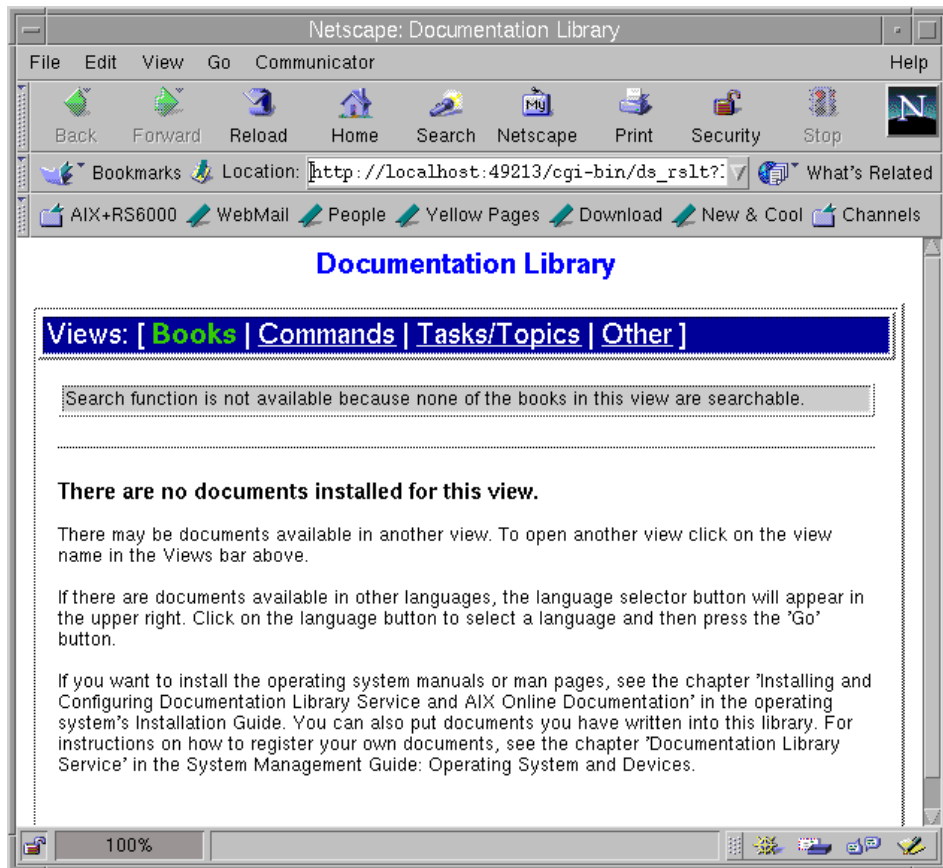 Netscape: Documentation Library
File Edit View Go Communicator Help
My N
Back Forward Reload Home Search Netscape Print Security Stop
Bookmarks Location: http://localhost:49213/cgi-bin/ds_rslt? What's Related
AIX+RS6000 WebMail People Yellow Pages Download New & Cool Channels
Documentation Library
Views: [ Books | Commands | Tasks/Topics | Other ]
Search function is not available because none of the books in this view are searchable.
There are no documents installed for this view.
There may be documents available in another view. To open another view click on the view
name in the Views bar above.
If there are documents available in other languages, the language selector button will appear in
the upper right. Click on the language button to select a language and then press the 'Go'
button.
If you want to install the operating system manuals or man pages, see the chapter 'Installing and
Configuring Documentation Library Service and AIX Online Documentation' in the operating
system's Installation Guide. You can also put documents you have written into this library. For
instructions on how to register your own documents, see the chapter 'Documentation Library
Service' in the System Management Guide: Operating System and Devices.
100%